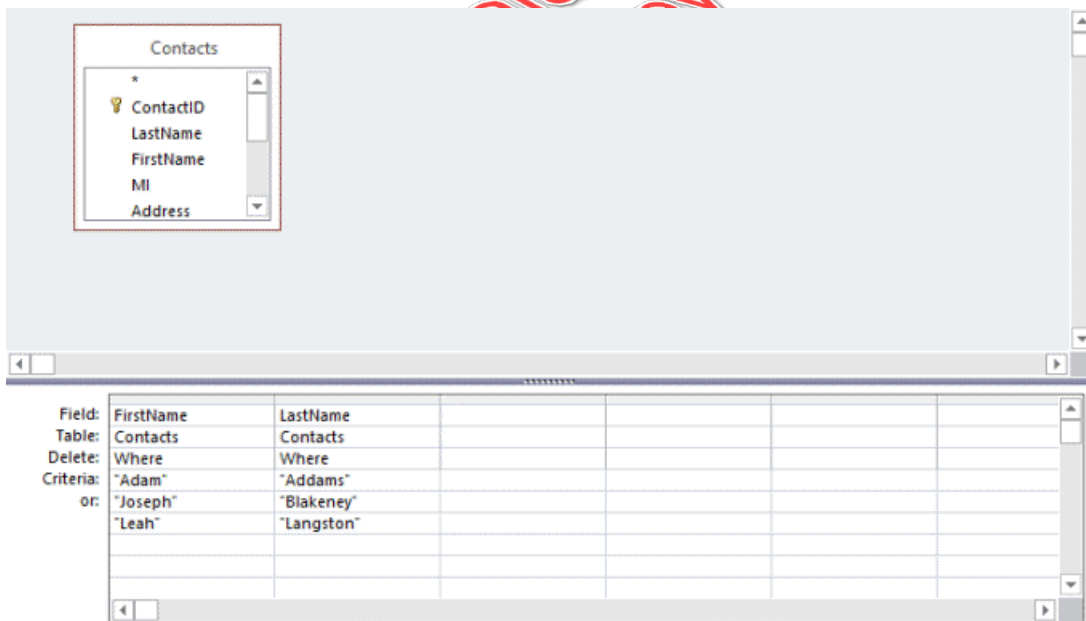 Contacts
*
ContactID
LastName
FirstName
MI
Address
Field: FirstName LastName
Table: Contacts Contacts
Delete: Where Where
Criteria: "Adam" "Addams"
or: "Joseph" "Blakeney"
"Leah" "Langston"